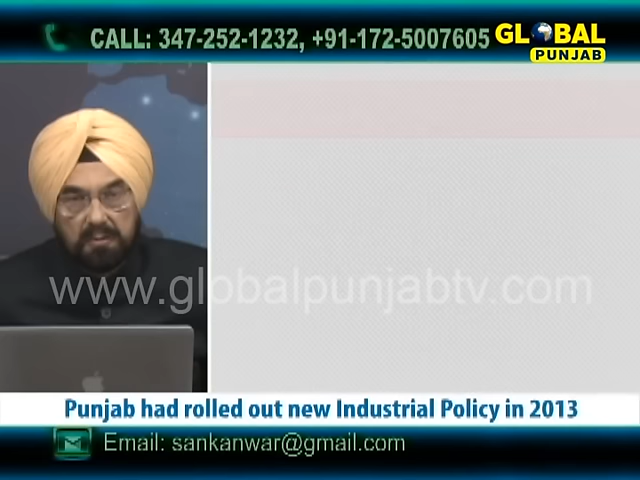 CALL: 347-252-1232, +91-172-5007605
GLOBAL
PUNJAB
www.globalpunjabtv.com
Punjab had rolled out new Industrial Policy in 2013
Email: sankanwar@gmail.com